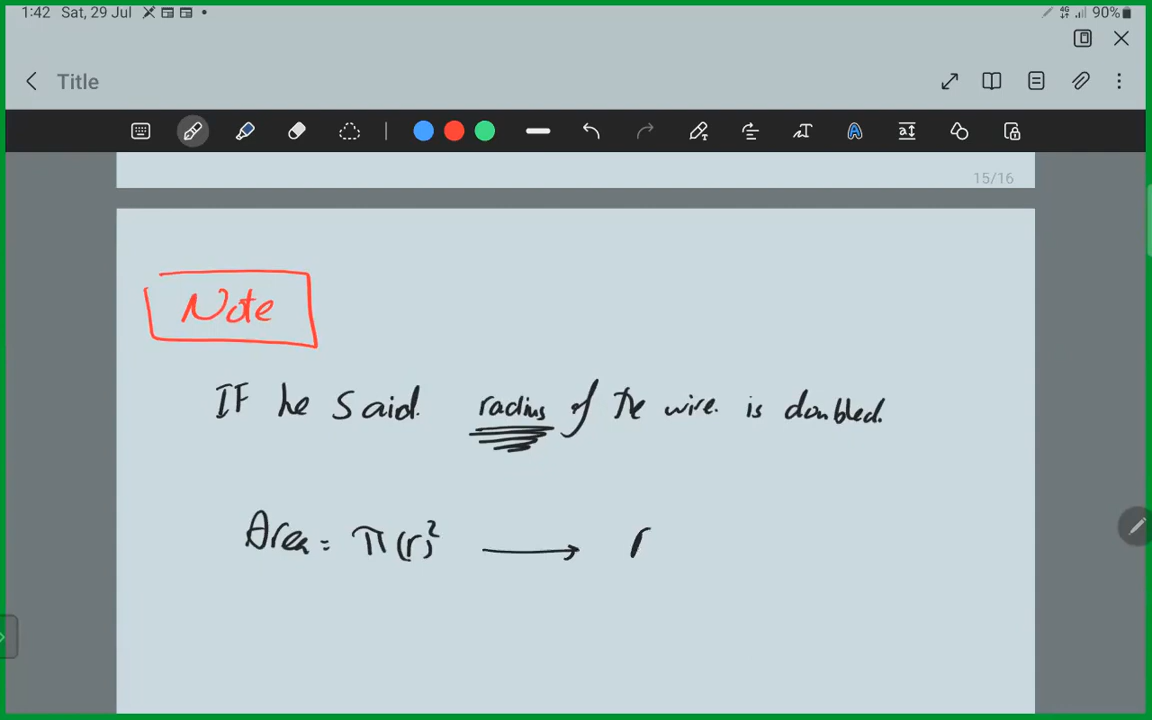 1:42 Sat, 29 Jul 4G 90%
Title
15/16
Note
IF he said radius of the wire is doubled.
Area = π(r)² → r